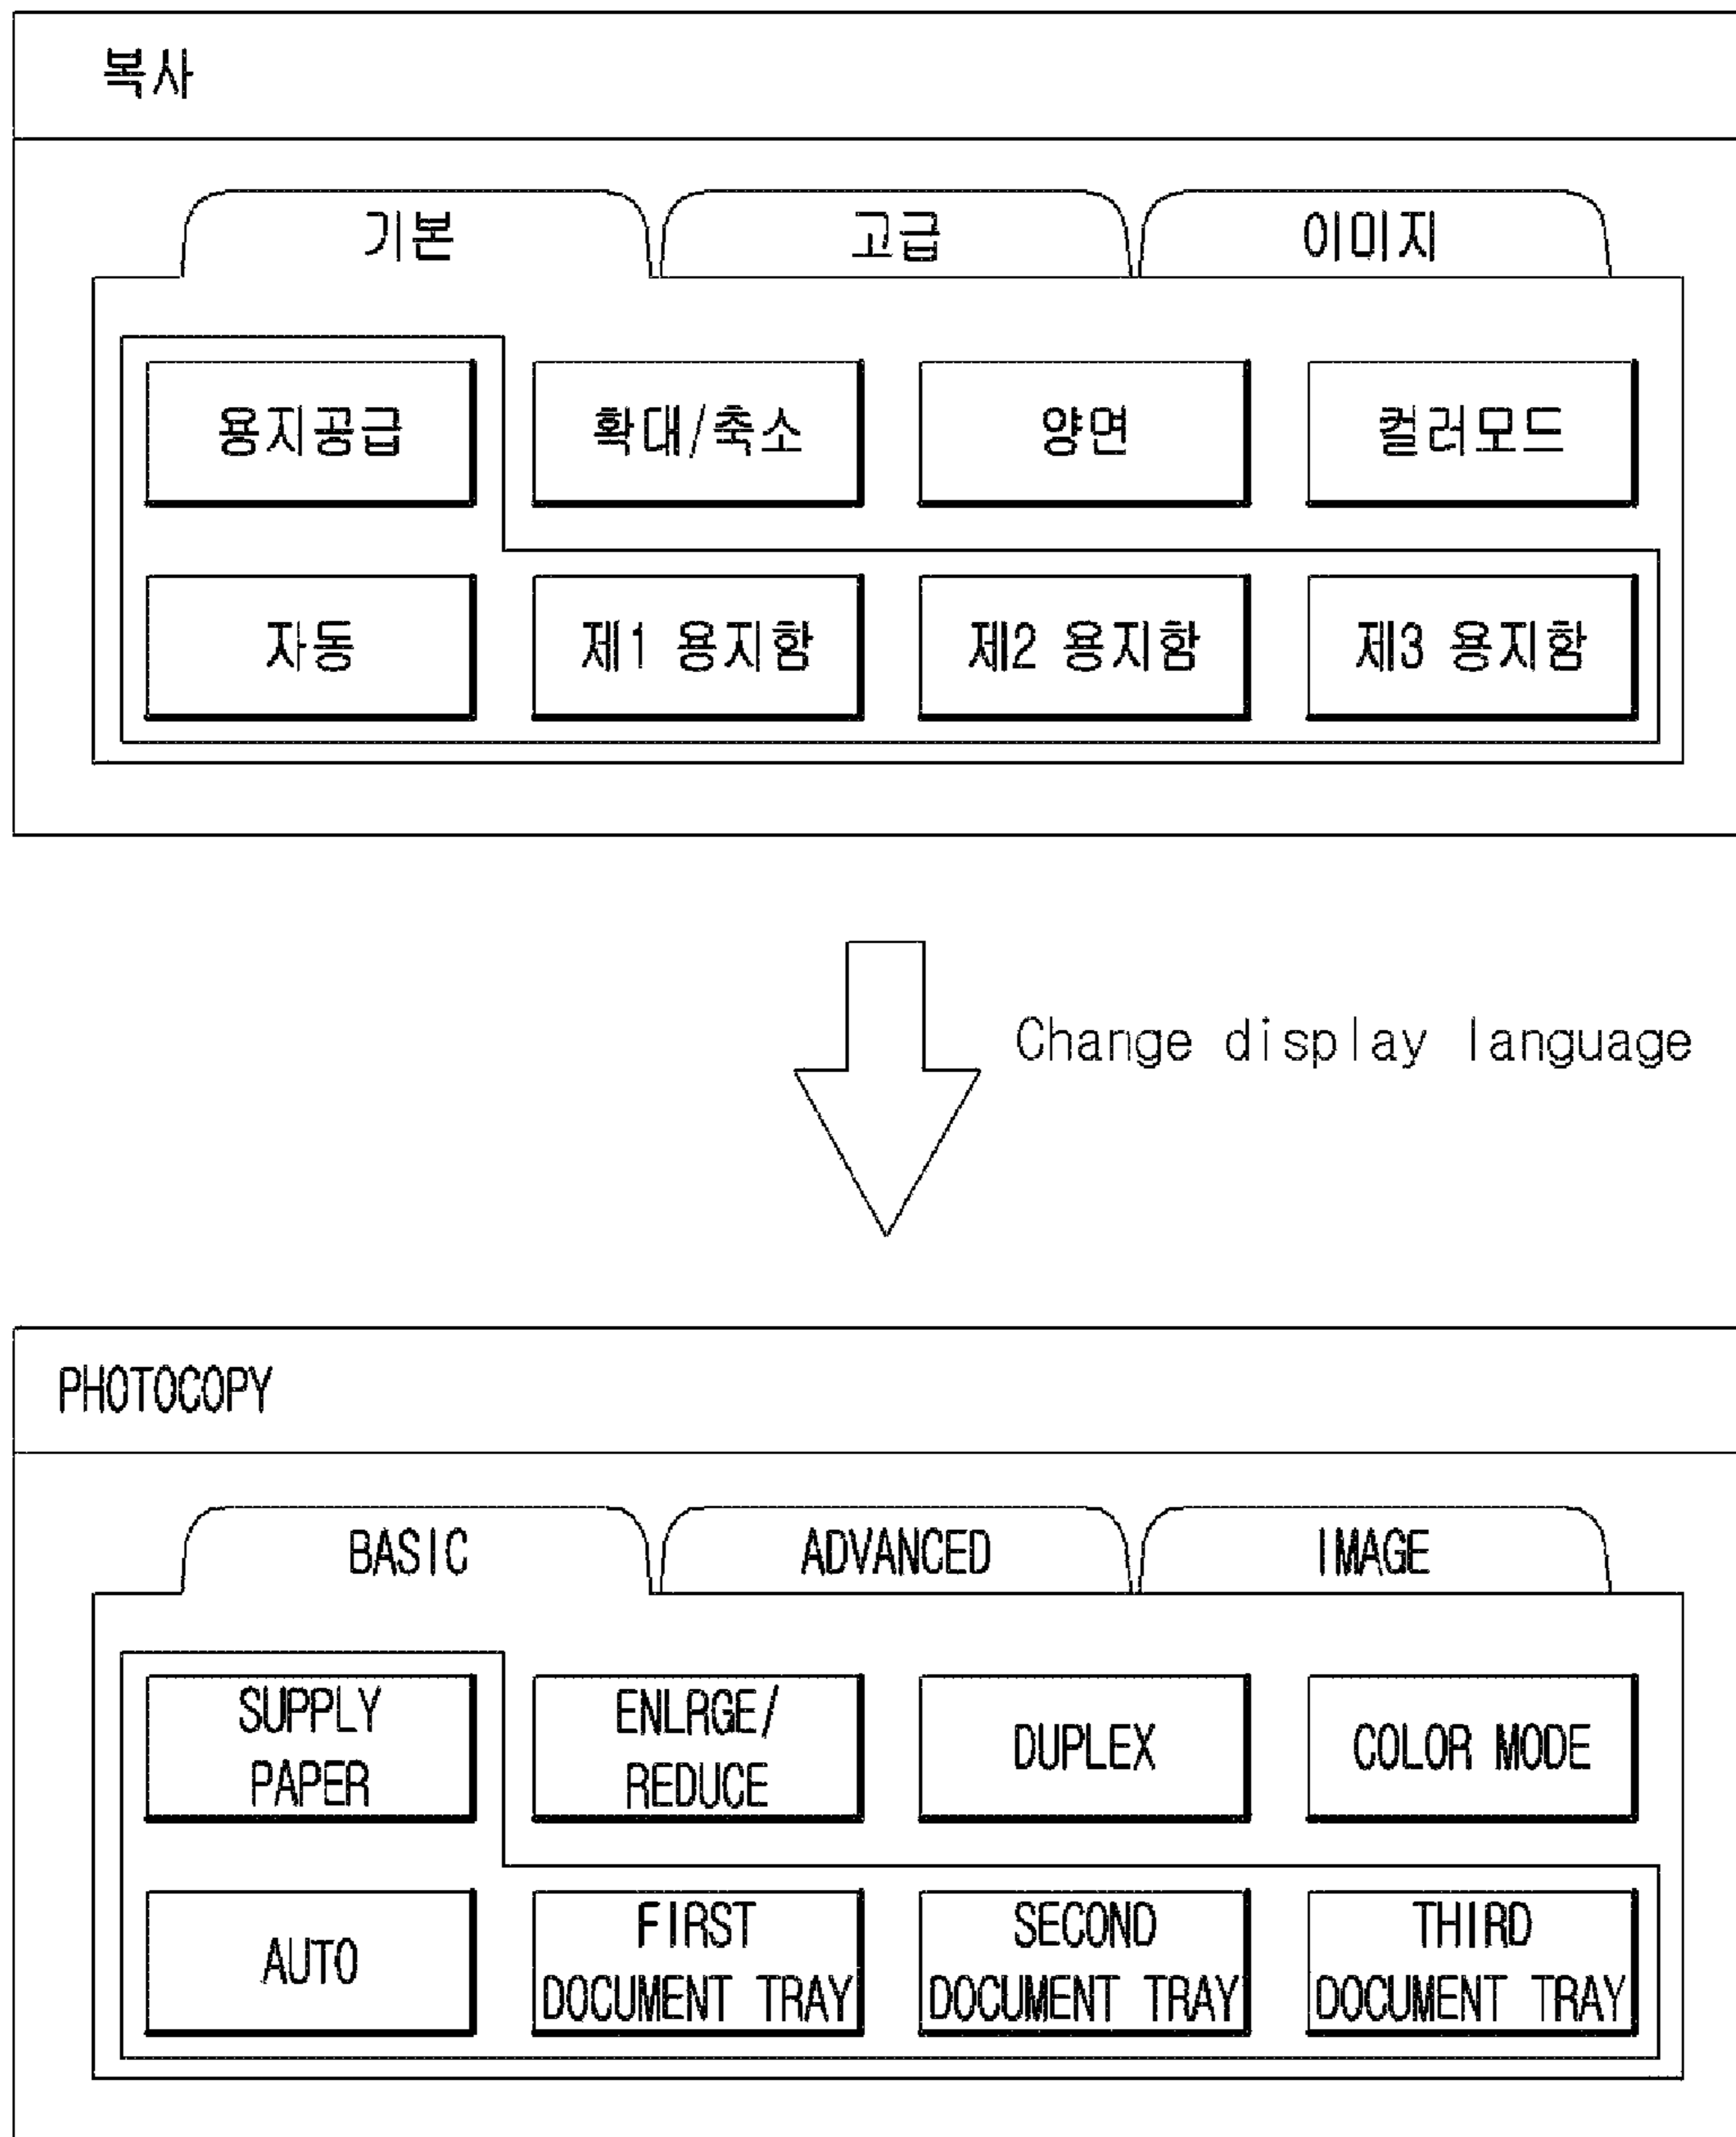 복사
기본 고급 이미지
용지공급 확대/축소 양면 컬러모드
자동 제1 용지함 제2 용지함 제3 용지함
Change display language
PHOTOCOPY
BASIC ADVANCED IMAGE
SUPPLY
PAPER
ENLRGE/
REDUCE
DUPLEX
COLOR MODE
AUTO
FIRST
DOCUMENT TRAY
SECOND
DOCUMENT TRAY
THIRD
DOCUMENT TRAY